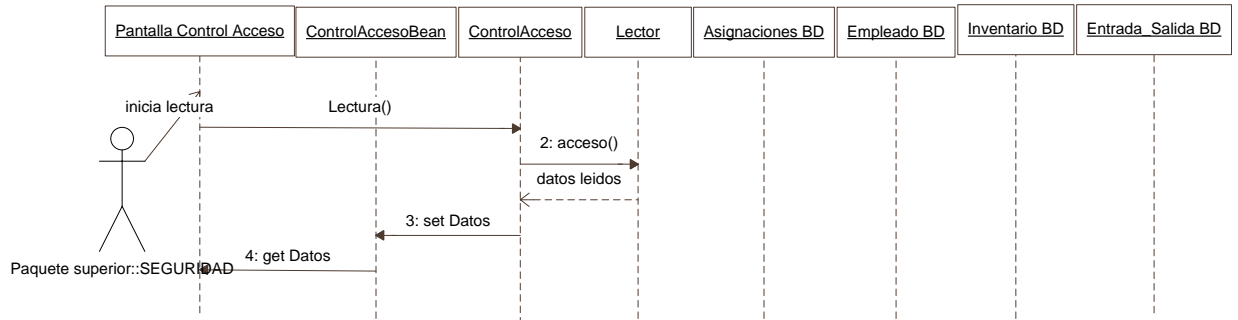 Pantalla Control Acceso
ControlAccesoBean
ControlAcceso
Lector
Asignaciones BD
Empleado BD
Inventario BD
Entrada_Salida BD
inicia lectura
Lectura()
2: acceso()
datos leidos
3: set Datos
4: get Datos
Paquete superior::SEGURIDAD